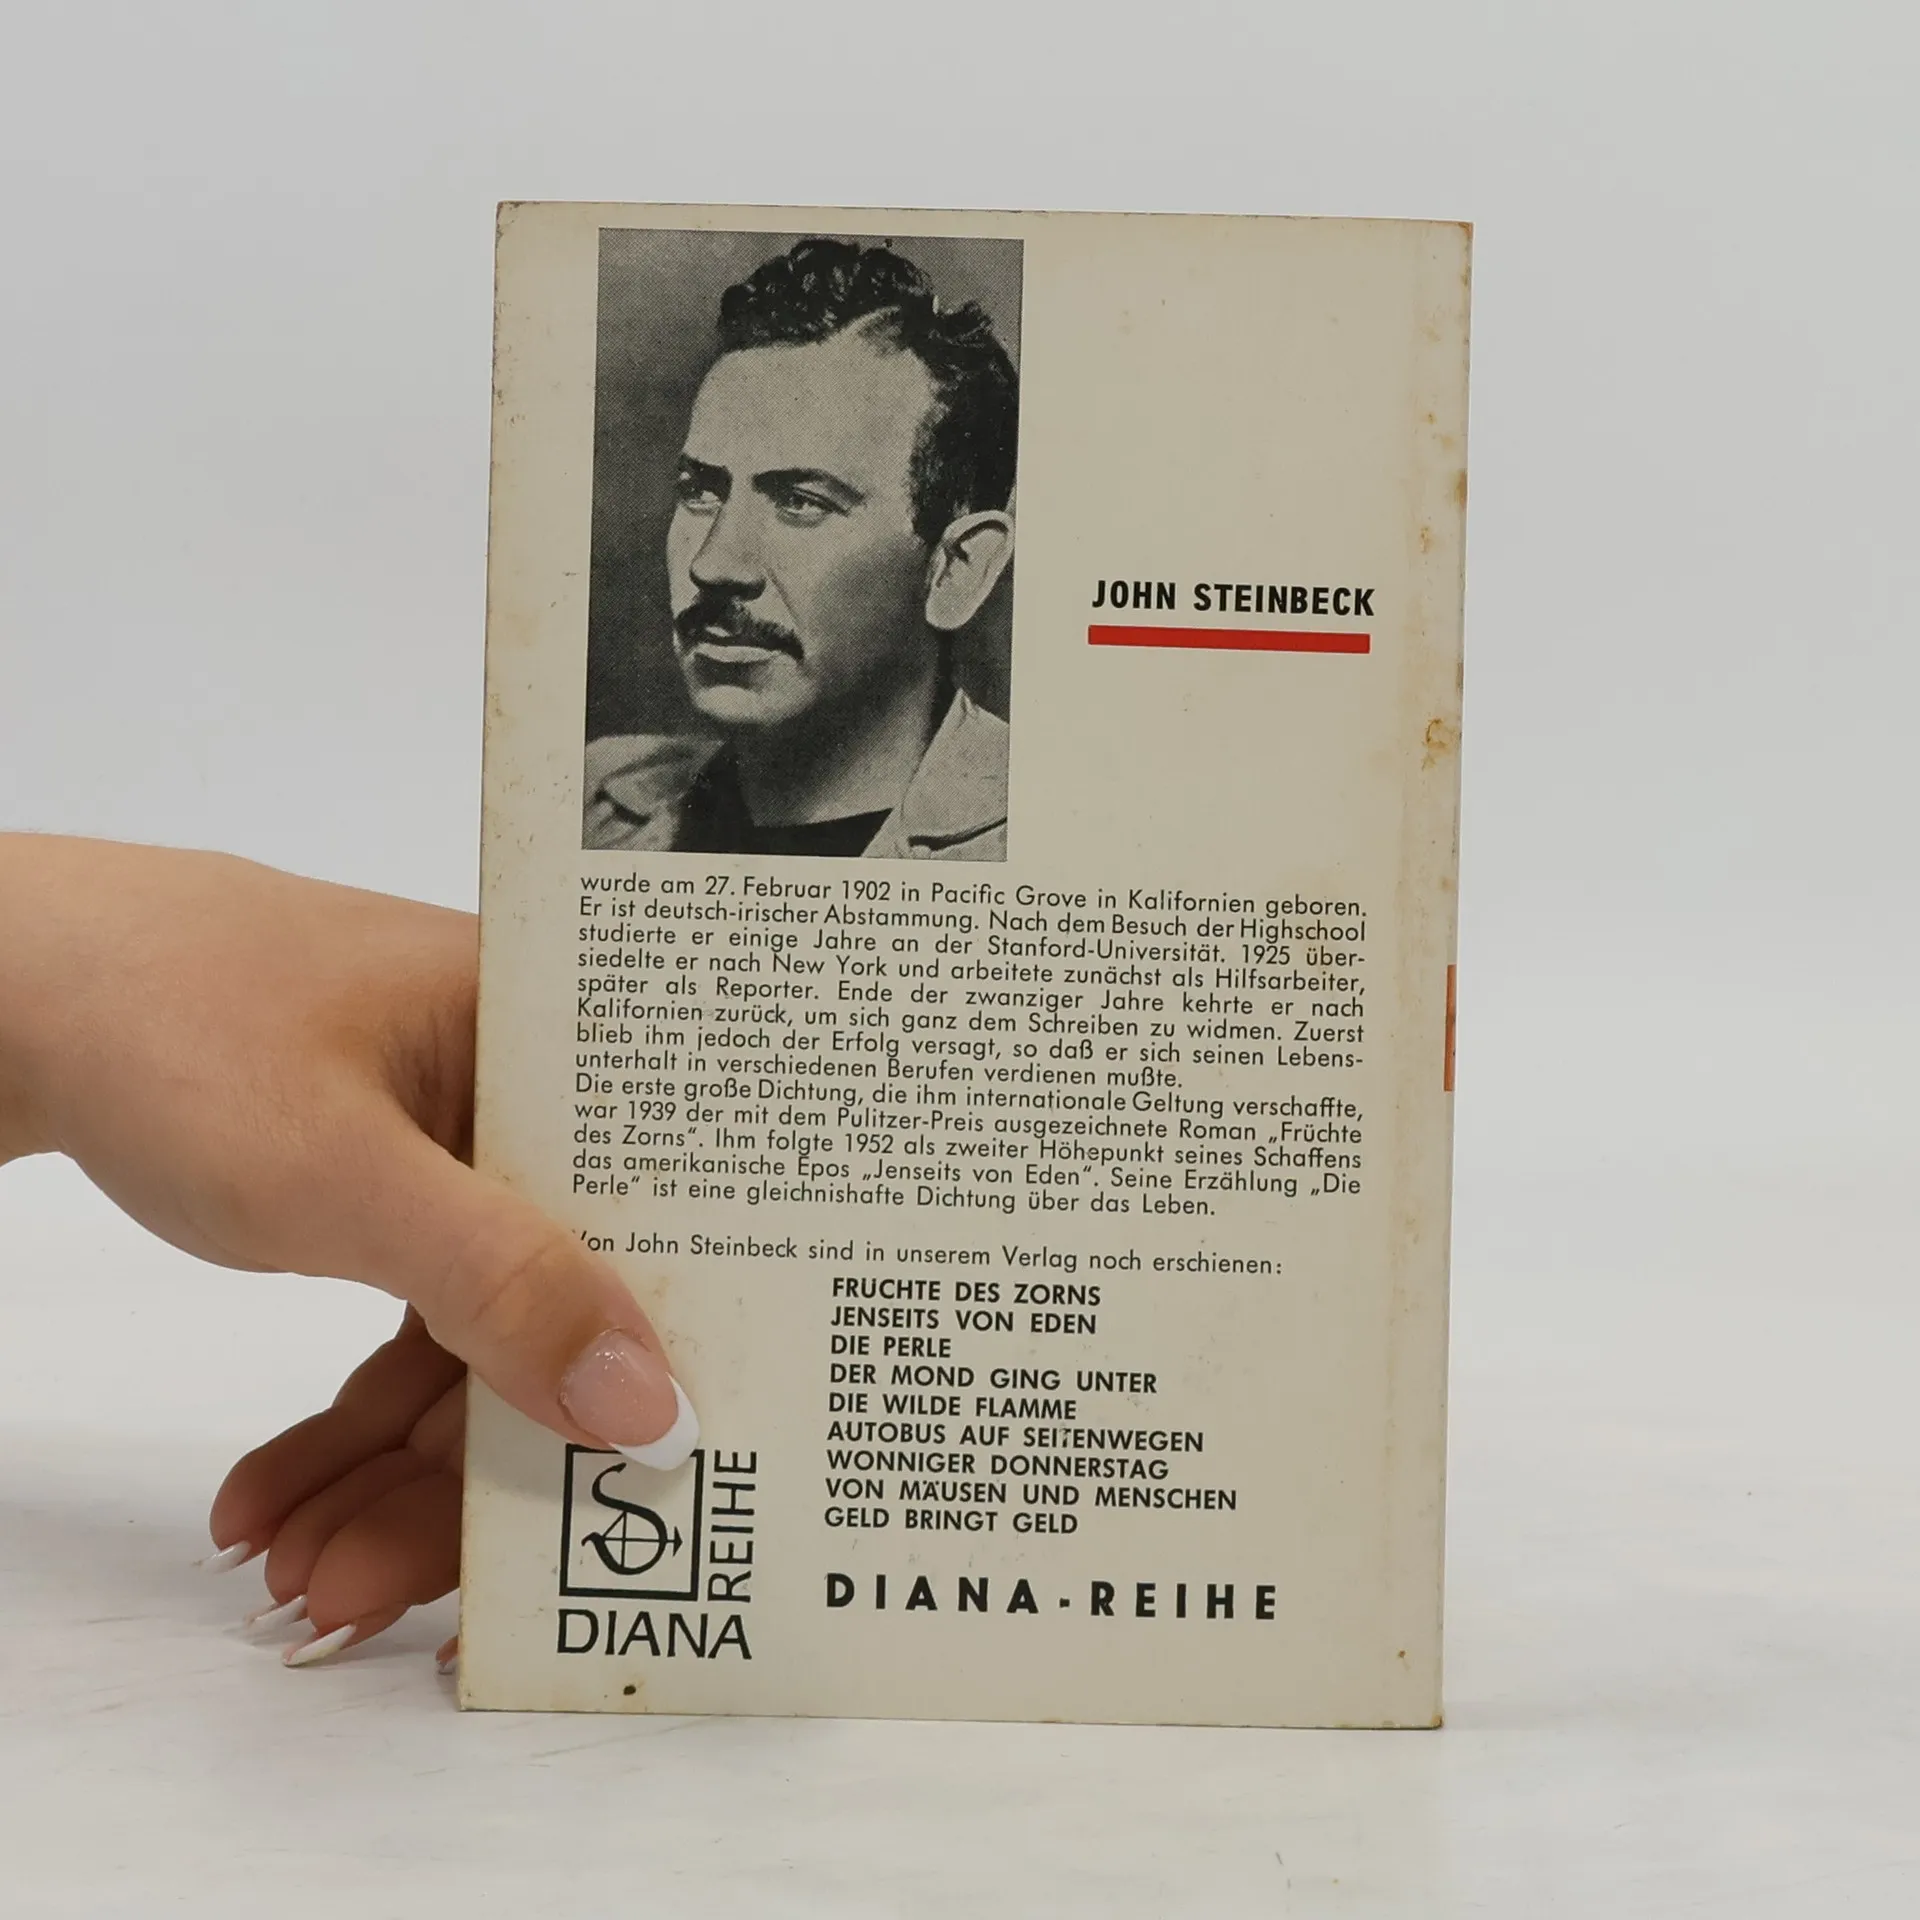 JOHN STEINBECK
wurde am 27. Februar 1902 in Pacific Grove in Kalifornien geboren.
Er ist deutsch-irischer Abstammung. Nach dem Besuch der Highschool
studierte er einige Jahre an der Stanford-Universität. 1925 über-
siedelte er nach New York und arbeitete zunächst als Hilfsarbeiter,
später als Reporter. Ende der zwanziger Jahre kehrte er nach
Kalifornien zurück, um sich ganz dem Schreiben zu widmen. Zuerst
blieb ihm jedoch der Erfolg versagt, so daß er sich seinen Lebens-
unterhalt in verschiedenen Berufen verdienen mußte.
Die erste große Dichtung, die ihm internationale Geltung verschaffte,
war 1939 der mit dem Pulitzer-Preis ausgezeichnete Roman „Früchte
des Zorns“. Ihm folgte 1952 als zweiter Höhepunkt seines Schaffens
das amerikanische Epos „Jenseits von Eden“. Seine Erzählung „Die
Perle“ ist eine gleichnishafte Dichtung über das Leben.
Von John Steinbeck sind in unserem Verlag noch erschienen:
FRÜCHTE DES ZORNS
JENSEITS VON EDEN
DIE PERLE
DER MOND GING UNTER
DIE WILDE FLAMME
AUTOBUS AUF SEITENWEGEN
WONNIGER DONNERSTAG
VON MÄUSEN UND MENSCHEN
GELD BRINGT GELD
DIANA-REIHE
REIHE
DIANA